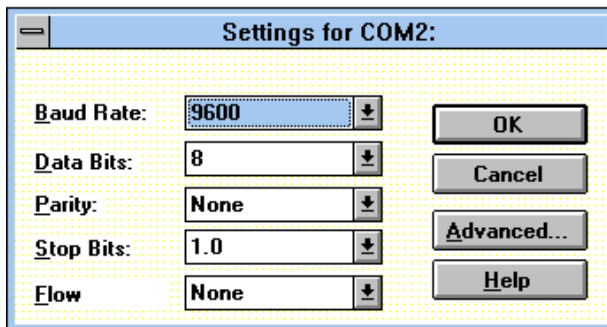 Settings for COM2:
Baud Rate: 9600
OK
Data Bits: 8
Cancel
Parity: None
Advanced...
Stop Bits: 1.0
Help
Flow None